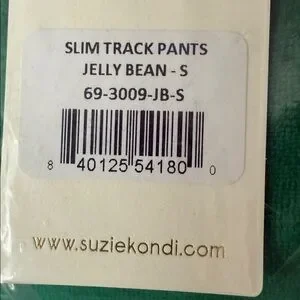 SLIM TRACK PANTS
JELLY BEAN - S
69-3009-JB-S
8 40125 54180 0
www.suziekondi.com